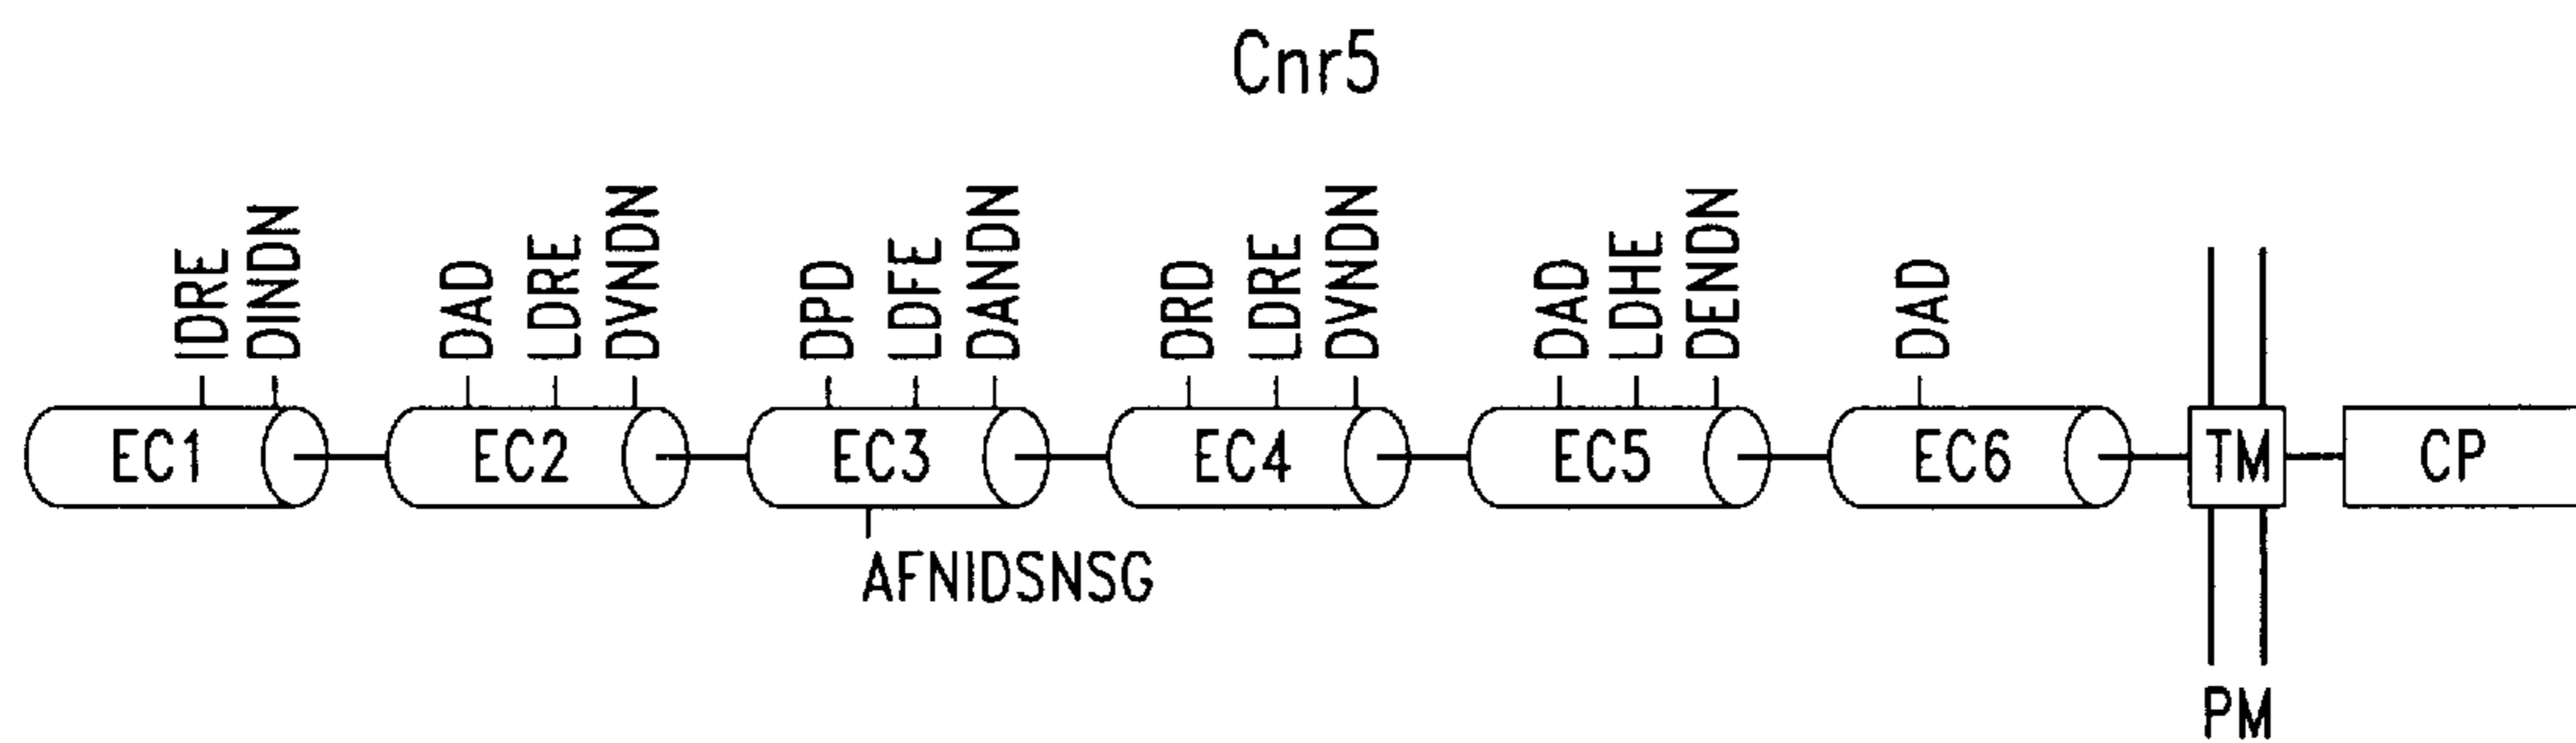 Cnr5
IDRE
DINDN
DAD
LDRE
DVNDN
DPD
LDFE
DANDN
DRD
LDRE
DVNDN
DAD
LDHE
DENDN
DAD
EC1
EC2
EC3
EC4
EC5
EC6
TM
CP
AFNIDSNSG
PM